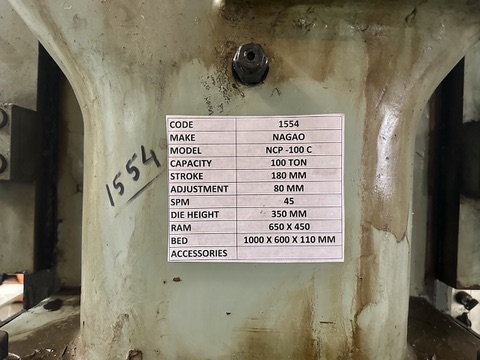 1554
CODE 1554
MAKE NAGAO
MODEL NCP -100 C
CAPACITY 100 TON
STROKE 180 MM
ADJUSTMENT 80 MM
SPM 45
DIE HEIGHT 350 MM
RAM 650 X 450
BED 1000 X 600 X 110 MM
ACCESSORIES